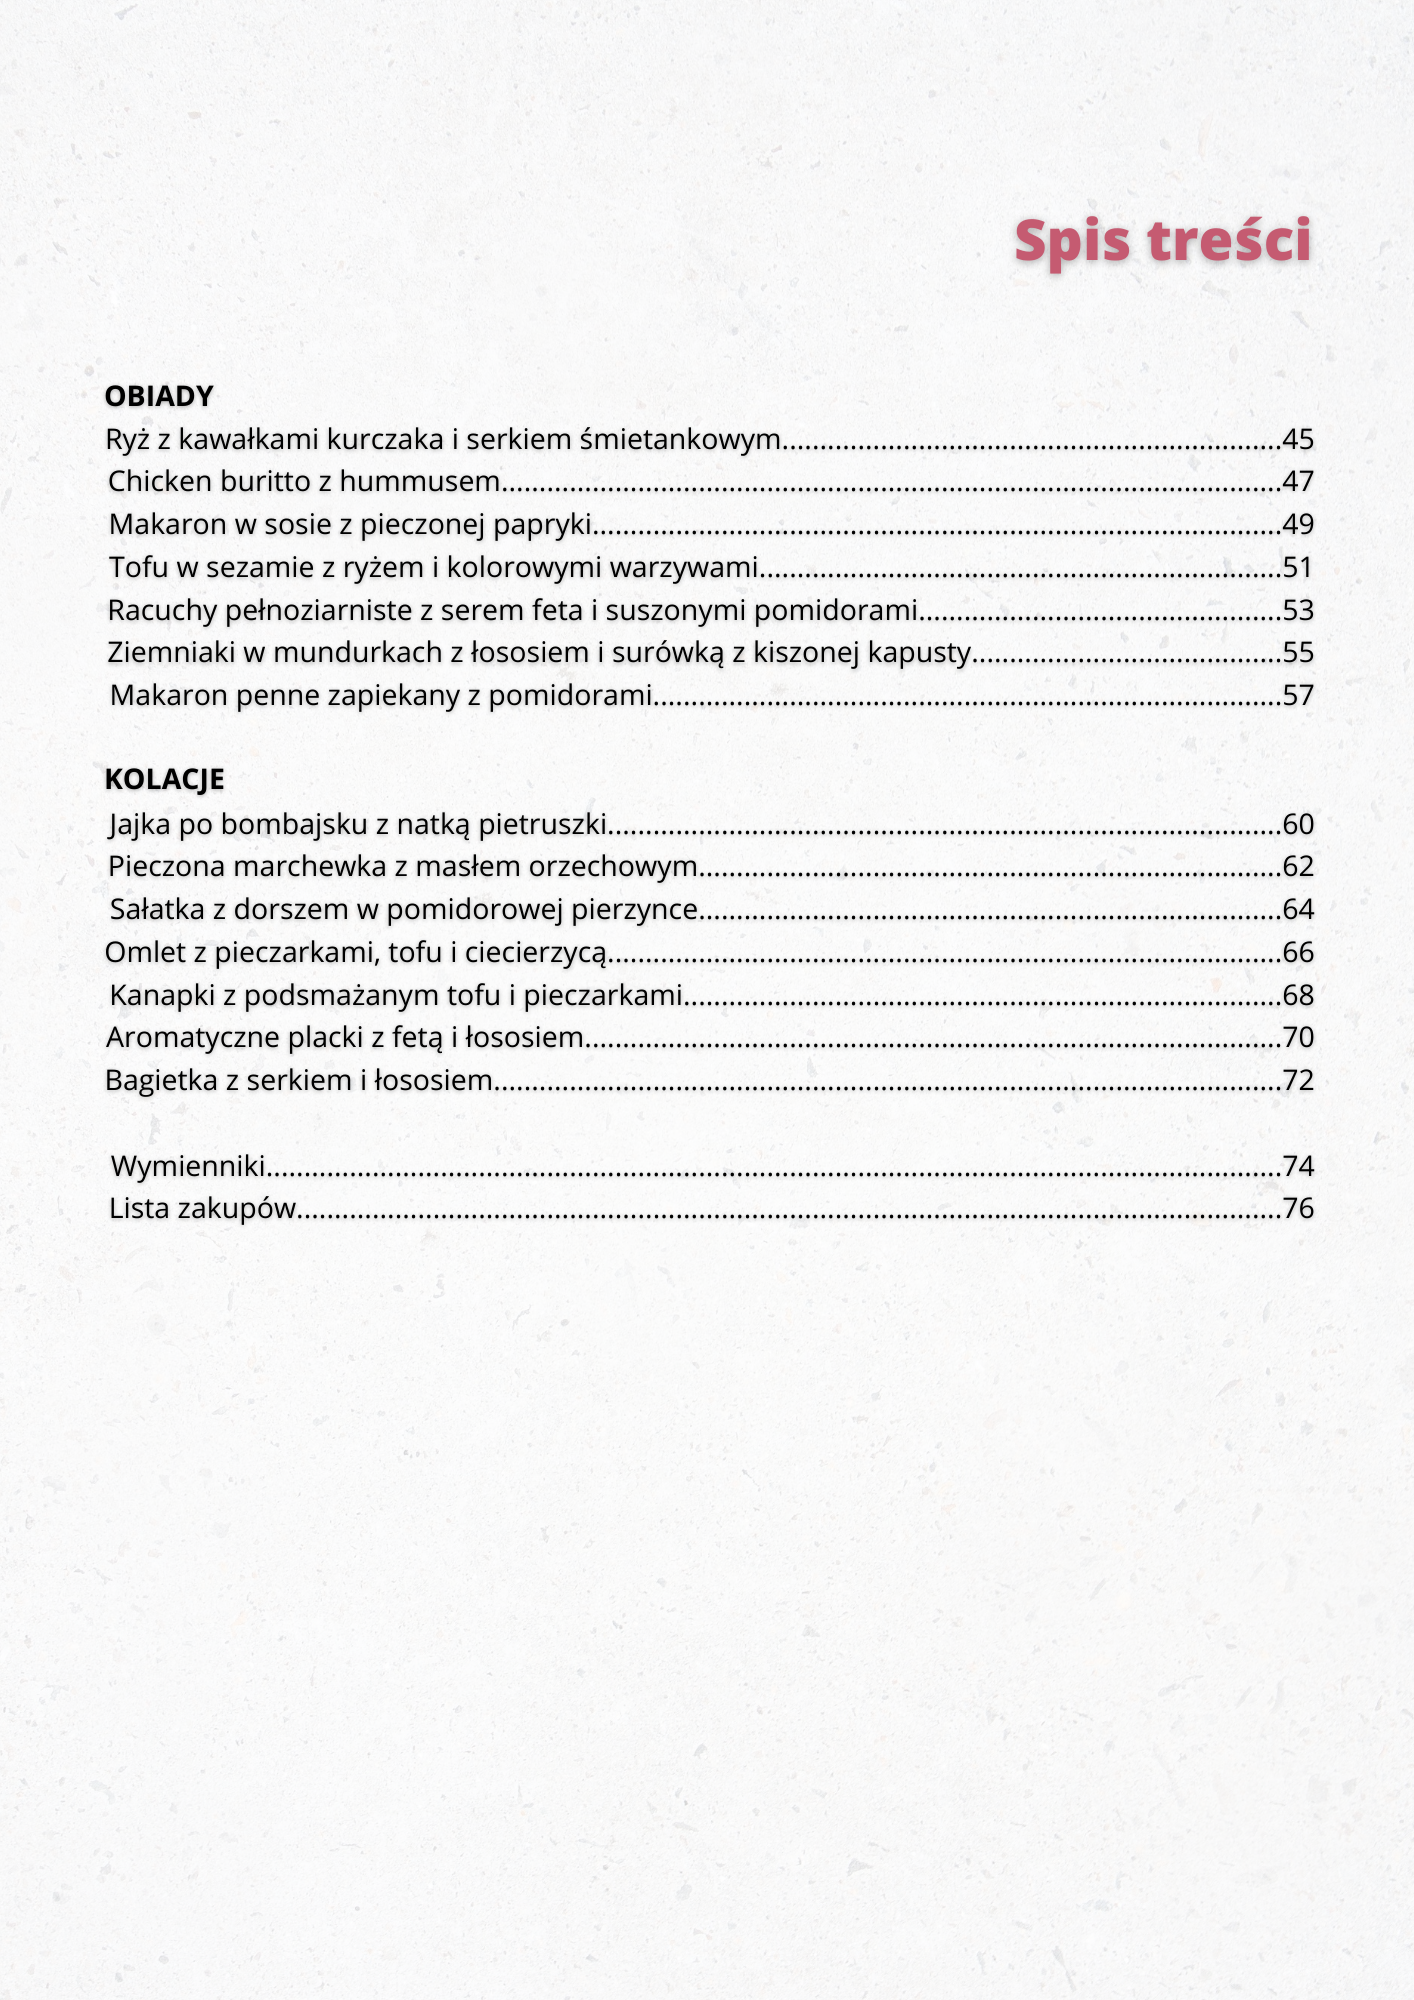 Spis treści
OBIADY
Ryż z kawałkami kurczaka i serkiem śmietankowym..................................................................45
Chicken buritto z hummusem.......................................................................................................47
Makaron w sosie z pieczonej papryki...........................................................................................49
Tofu w sezamie z ryżem i kolorowymi warzywami.....................................................................51
Racuchy pełnoziarniste z serem feta i suszonymi pomidorami................................................53
Ziemniaki w mundurkach z łososiem i surówką z kiszonej kapusty.........................................55
Makaron penne zapiekany z pomidorami...................................................................................57
KOLACJE
Jajka po bombajsku z natką pietruszki.........................................................................................60
Pieczona marchewka z masłem orzechowym.............................................................................62
Sałatka z dorszem w pomidorowej pierzynce.............................................................................64
Omlet z pieczarkami, tofu i ciecierzycą.........................................................................................66
Kanapki z podsmażanym tofu i pieczarkami...............................................................................68
Aromatyczne placki z fetą i łososiem............................................................................................70
Bagietka z serkiem i łososiem........................................................................................................72
Wymienniki......................................................................................................................................74
Lista zakupów..................................................................................................................................76